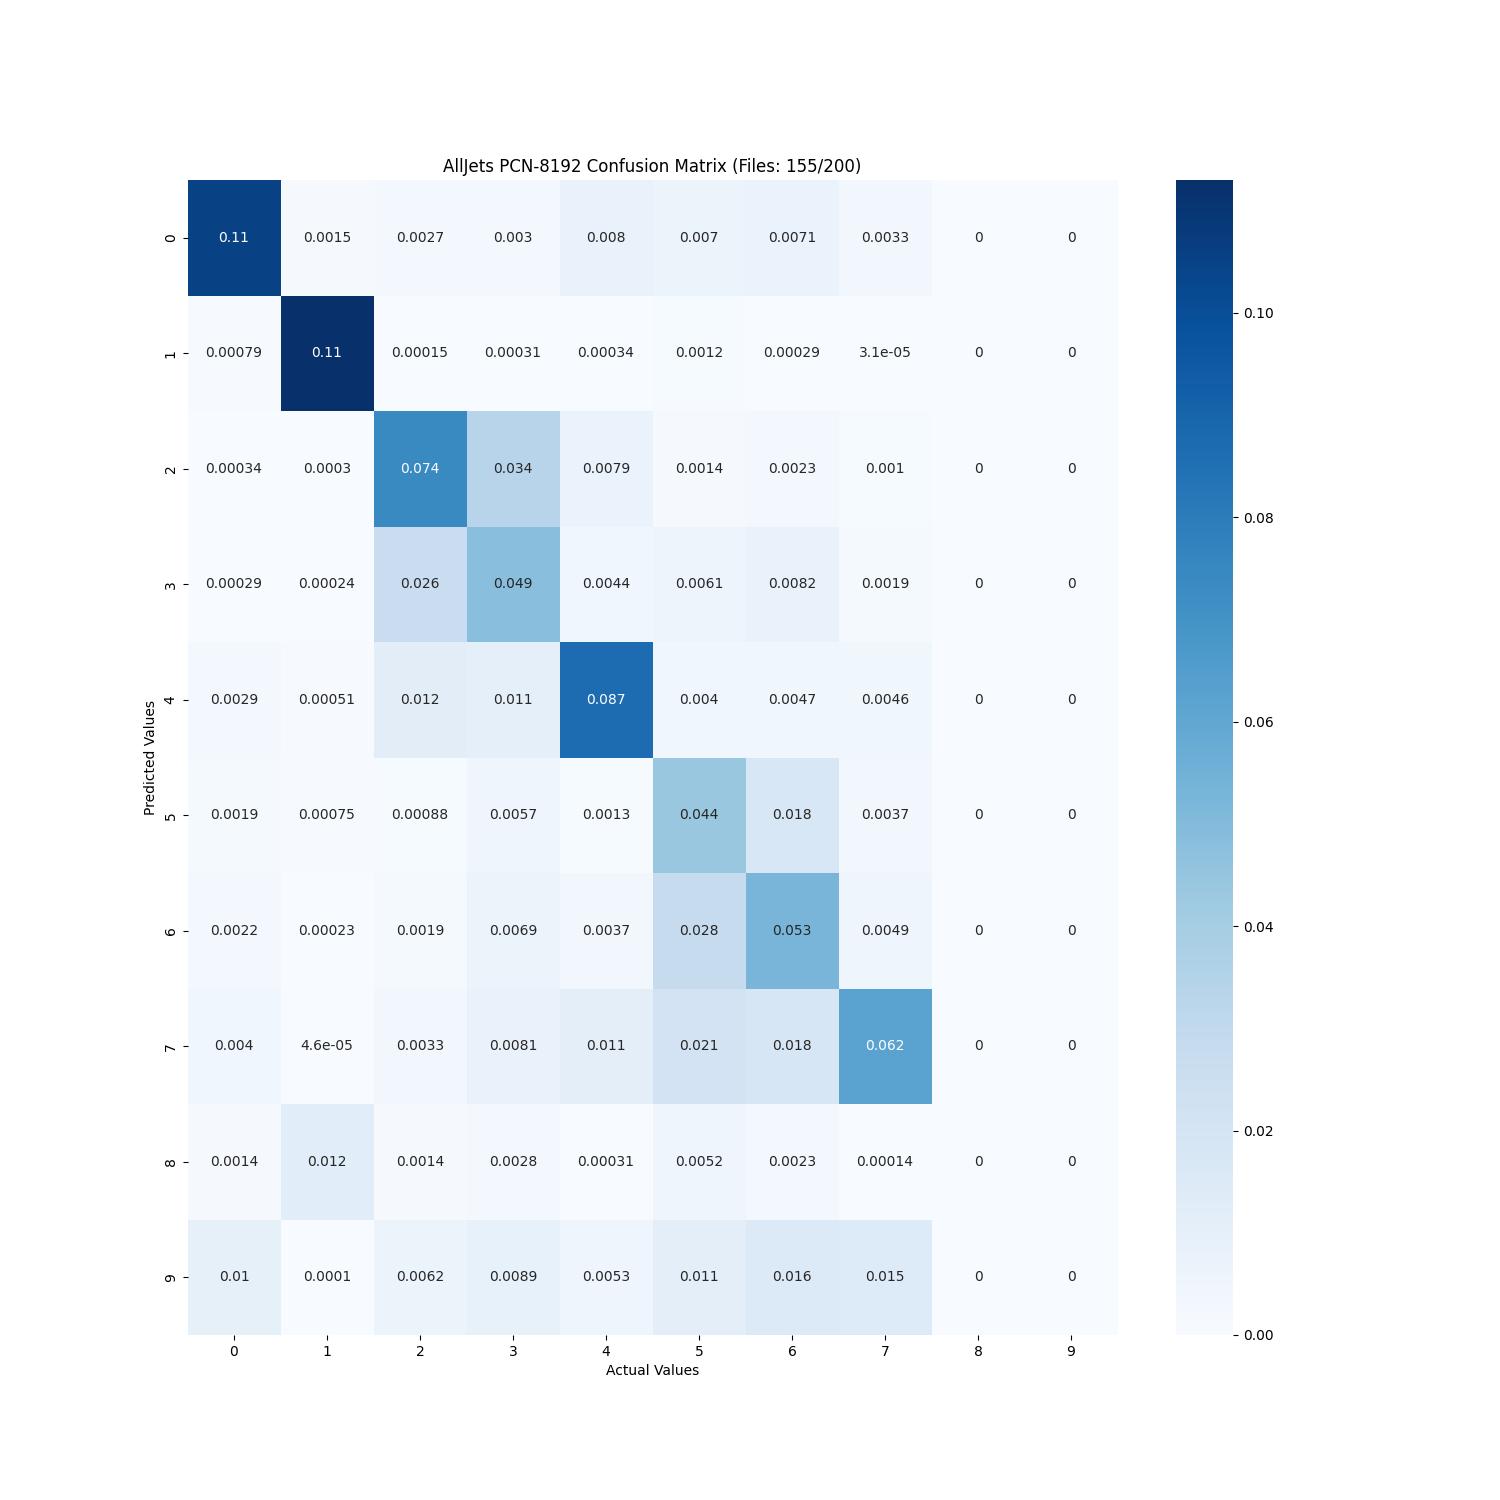 AllJets PCN-8192 Confusion Matrix (Files: 155/200)
0 0.11 0.0015 0.0027 0.003 0.008 0.007 0.0071 0.0033 0 0
1 0.00079 0.11 0.00015 0.00031 0.00034 0.0012 0.00029 3.1e-05 0 0
2 0.00034 0.0003 0.074 0.034 0.0079 0.0014 0.0023 0.001 0 0
3 0.00029 0.00024 0.026 0.049 0.0044 0.0061 0.0082 0.0019 0 0
4 0.0029 0.00051 0.012 0.011 0.087 0.004 0.0047 0.0046 0 0
5 0.0019 0.00075 0.00088 0.0057 0.0013 0.044 0.018 0.0037 0 0
6 0.0022 0.00023 0.0019 0.0069 0.0037 0.028 0.053 0.0049 0 0
7 0.004 4.6e-05 0.0033 0.0081 0.011 0.021 0.018 0.062 0 0
8 0.0014 0.012 0.0014 0.0028 0.00031 0.0052 0.0023 0.00014 0 0
9 0.01 0.0001 0.0062 0.0089 0.0053 0.011 0.016 0.015 0 0
0 1 2 3 4 5 6 7 8 9
Actual Values
Predicted Values
0.10
0.08
0.06
0.04
0.02
0.00